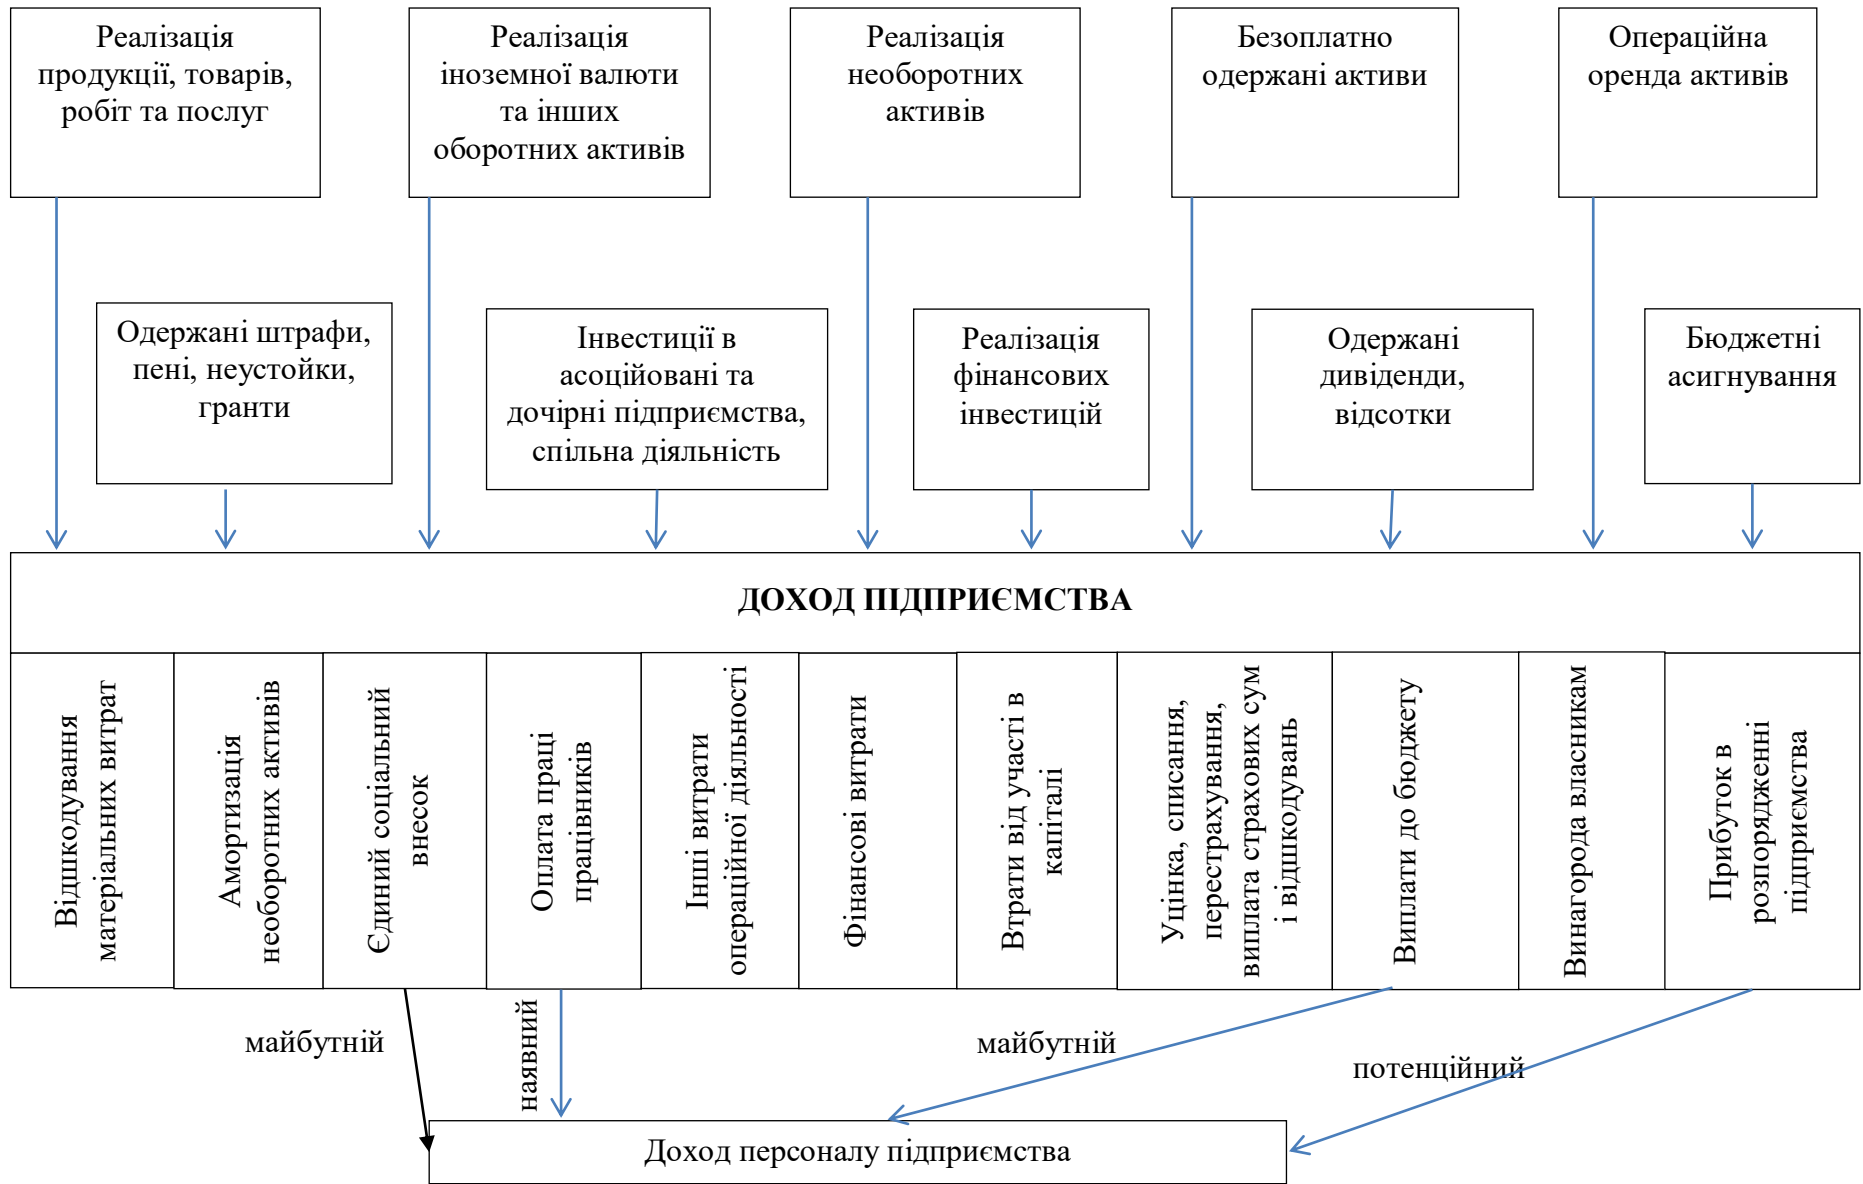 Реалізація
продукції, товарів,
робіт та послуг
Реалізація
іноземної валюти
та інших
оборотних активів
Реалізація
необоротних
активів
Безоплатно
одержані активи
Операційна
оренда активів
Одержані штрафи,
пені, неустойки,
гранти
Інвестиції в
асоційовані та
дочірні підприємства,
спільна діяльність
Реалізація
фінансових
інвестицій
Одержані
дивіденди,
відсотки
Бюджетні
асигнування
ДОХОД ПІДПРИЄМСТВА
Відшкодування
матеріальних витрат
Амортизація
необоротних активів
Єдиний соціальний
внесок
Оплата праці
працівників
Інші витрати
операційної діяльності
Фінансові витрати
Втрати від участі в
капіталі
Уцінка, списання,
перестрахування,
виплата страхових сум
і відшкодувань
Виплати до бюджету
Винагорода власникам
Прибуток в
розпорядженні
підприємства
майбутній
наявний
майбутній
потенційний
Доход персоналу підприємства